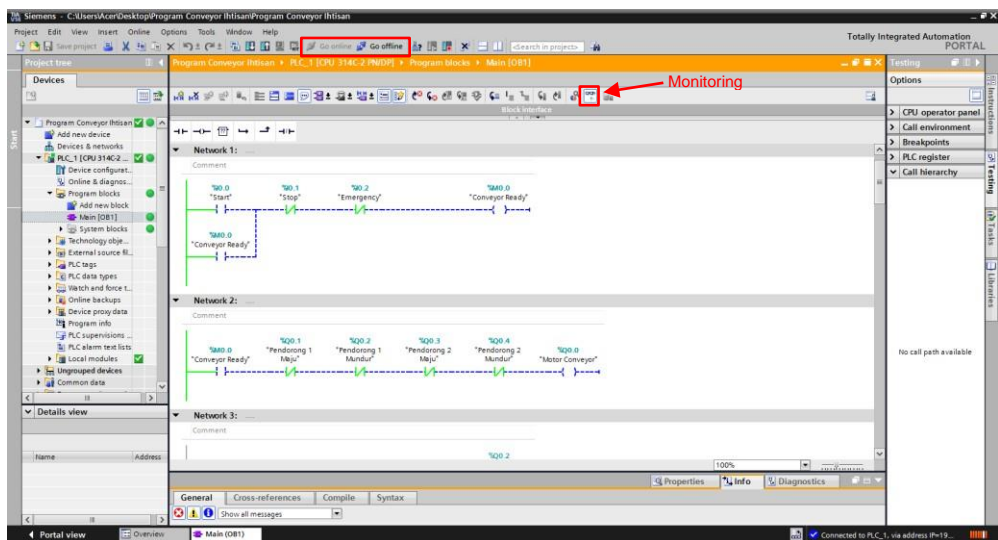 Siemens - C:\Users\Acer\Desktop\Program Conveyor Ihtisan\Program Conveyor Ihtisan
Project Edit View Insert Online Options Tools Window Help
Totally Integrated Automation
PORTAL
Save project
Go online
Go offline
<Search in project>
Project tree
Program Conveyor Ihtisan ▸ PLC_1 [CPU 314C-2 PN/DP] ▸ Program blocks ▸ Main [OB1]
Testing
Devices
Monitoring
Options
Block interface
Start
Program Conveyor Ihtisan
Add new device
Devices & networks
PLC_1 [CPU 314C-2 ...
Device configurat...
Online & diagnos...
Program blocks
Add new block
Main [OB1]
System blocks
Technology obje...
External source fil...
PLC tags
PLC data types
Watch and force t...
Online backups
Device proxy data
Program info
PLC supervisions ...
PLC alarm text lists
Local modules
Ungrouped devices
Common data
Details view
Name Address
Network 1: ....
Comment
%I0.0 %I0.1 %I0.2 %M0.0
"Start" "Stop" "Emergency" "Conveyor Ready"
%M0.0
"Conveyor Ready"
Network 2: ....
Comment
%Q0.1 %Q0.2 %Q0.3 %Q0.4
%M0.0 "Pendorong 1 "Pendorong 1 "Pendorong 2 "Pendorong 2 %Q0.0
"Conveyor Ready" Maju" Mundur" Maju" Mundur" "Motor Conveyor"
Network 3: ....
Comment
%Q0.2
100%
CPU operator panel
Call environment
Breakpoints
PLC register
Call hierarchy
No call path available
Instructions
Testing
Tasks
Libraries
Properties
Info
Diagnostics
General Cross-references Compile Syntax
Show all messages
Portal view
Overview
Main (OB1)
Connected to PLC_1, via address IP=19...